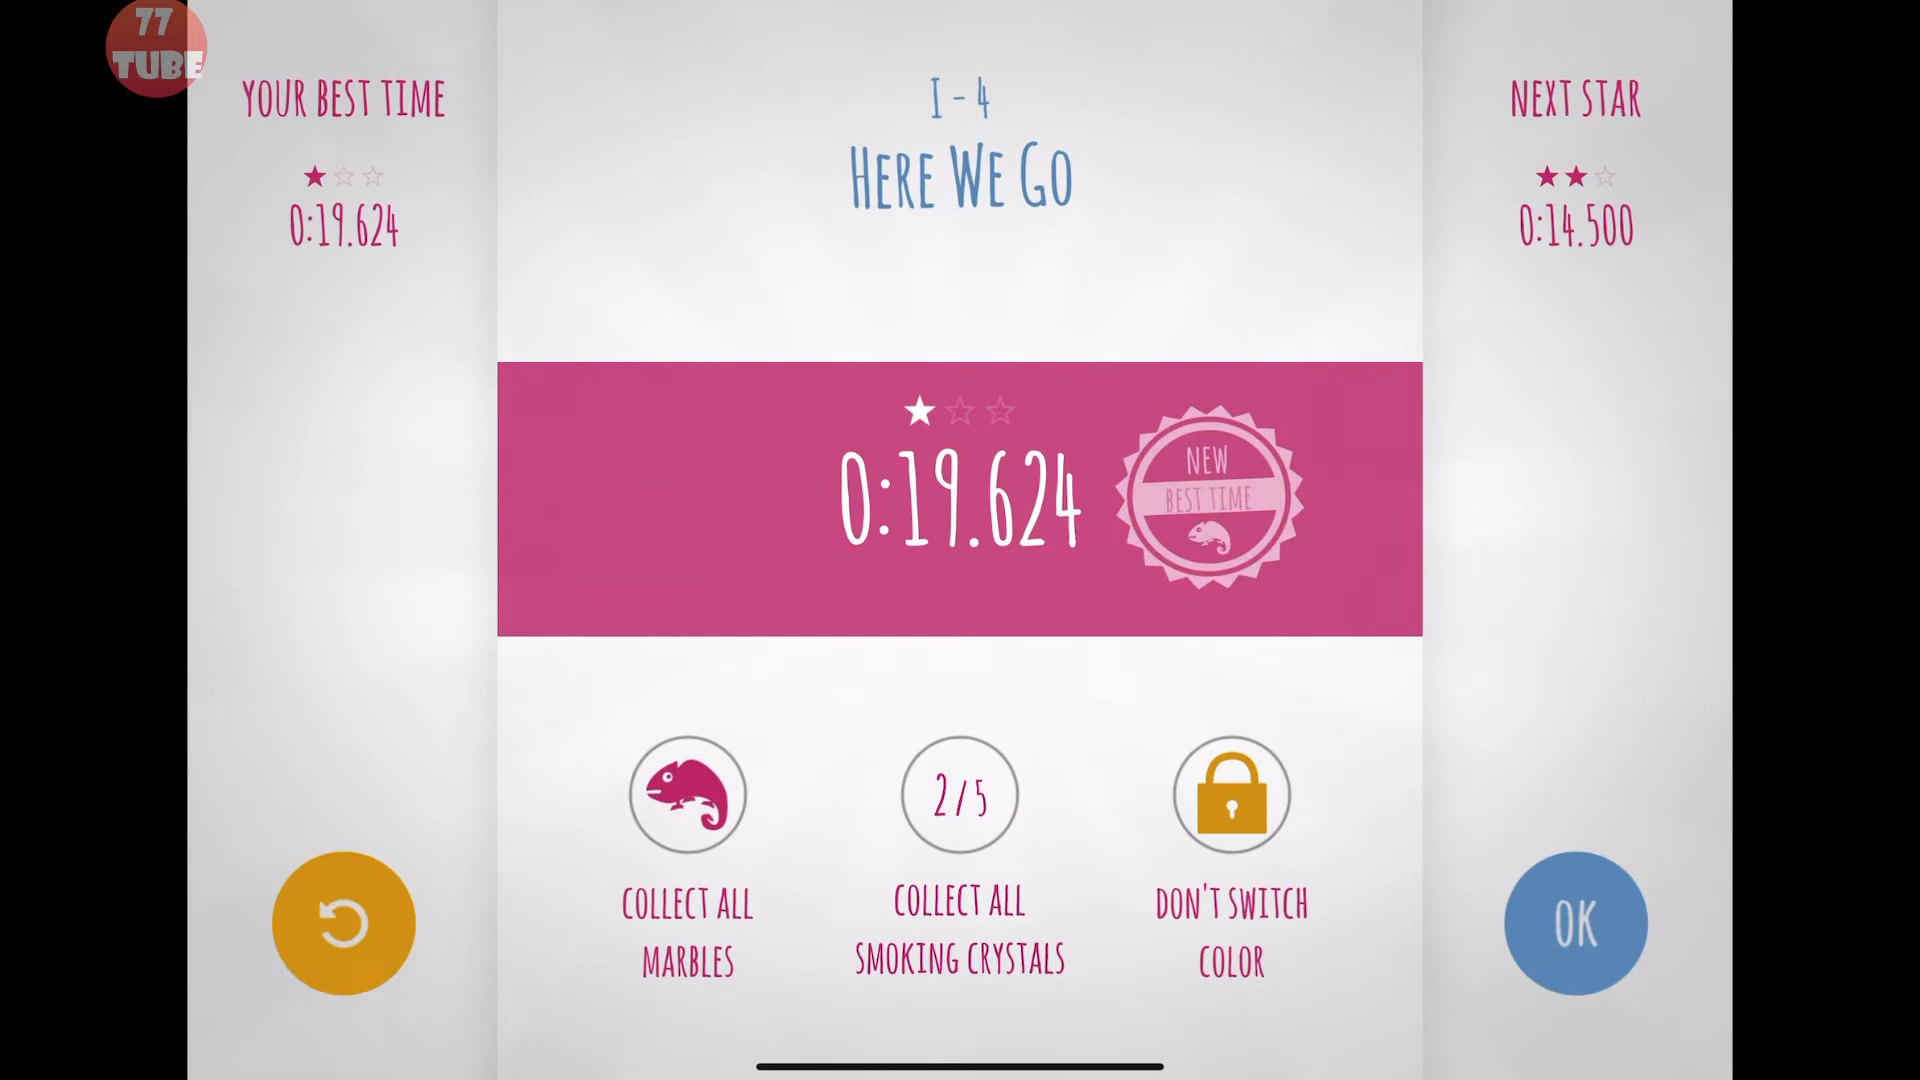 77
TUBE
YOUR BEST TIME
0:19.624
I - 4
HERE WE GO
NEXT STAR
0:14.500
0:19.624
NEW
BEST TIME
2/5
COLLECT ALL
MARBLES
COLLECT ALL
SMOKING CRYSTALS
DON'T SWITCH
COLOR
OK